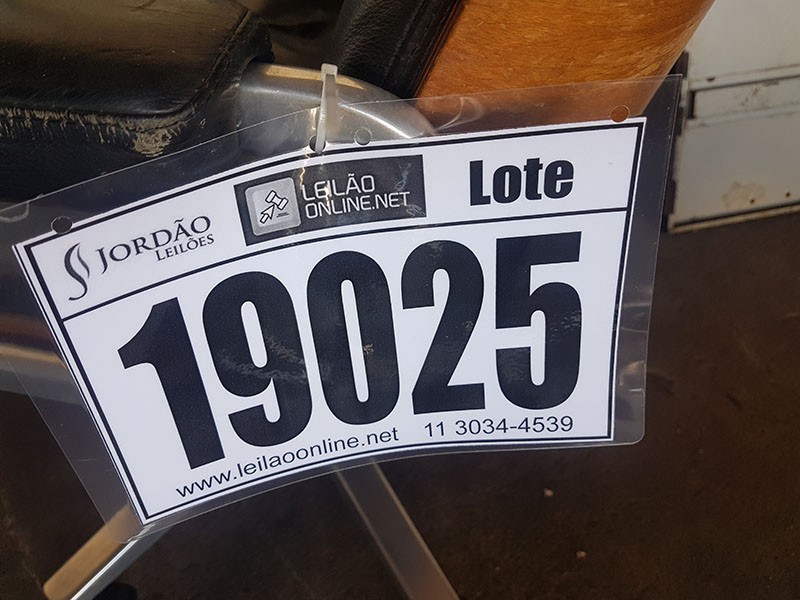 JORDÃO
LEILÕES
LEILÃO
ONLINE.NET
Lote
19025
www.leilaoonline.net 11 3034-4539